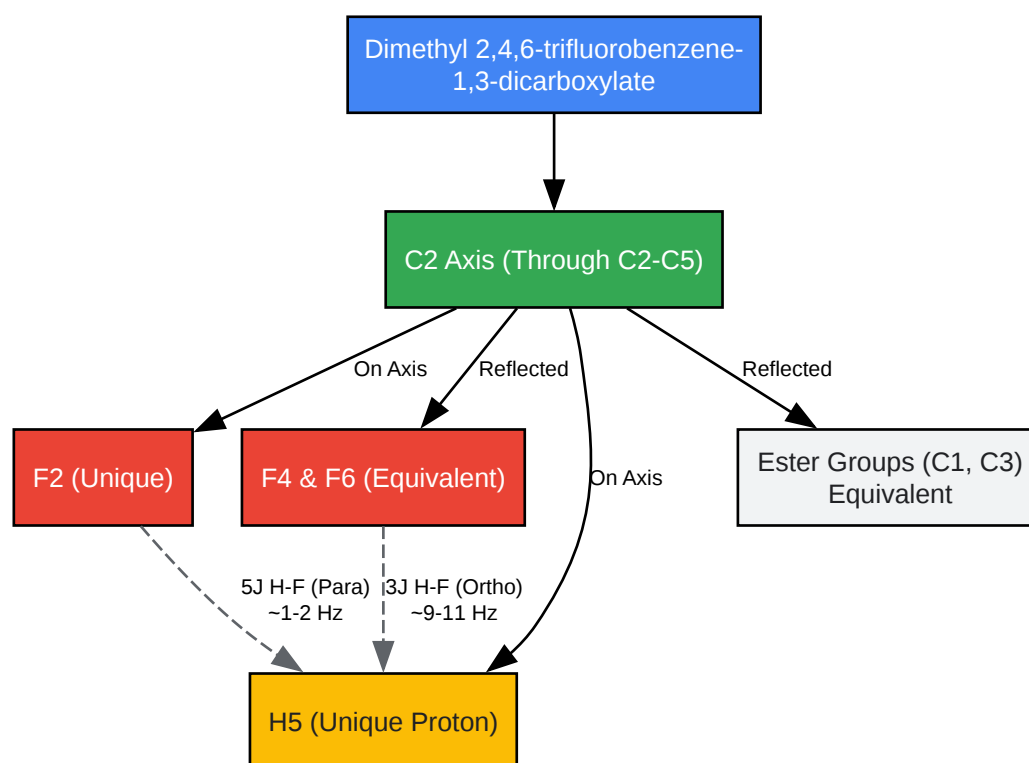 Dimethyl 2,4,6-trifluorobenzene-
1,3-dicarboxylate
C2 Axis (Through C2-C5)
On Axis
Reflected
Reflected
F2 (Unique)
F4 & F6 (Equivalent)
On Axis
Ester Groups (C1, C3)
Equivalent
5J H-F (Para)
~1-2 Hz
3J H-F (Ortho)
~9-11 Hz
H5 (Unique Proton)